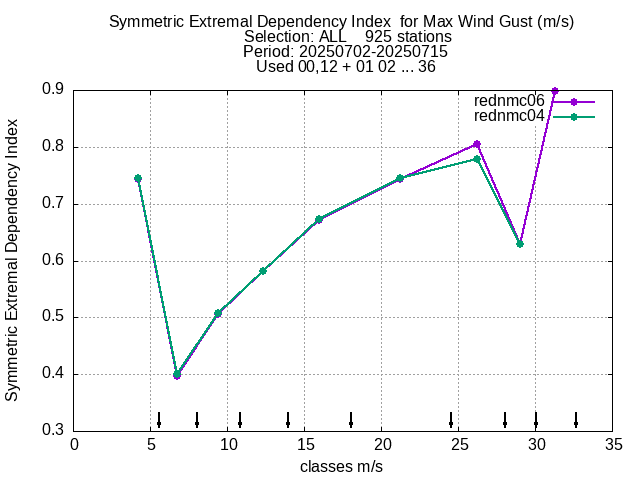 Symmetric Extremal Dependency Index  for Max Wind Gust (m/s)
Selection: ALL    925 stations
Period: 20250702-20250715
Used 00,12 + 01 02 ... 36
rednmc06
rednmc04
Symmetric Extremal Dependency Index
0.9
0.8
0.7
0.6
0.5
0.4
0.3
0 5 10 15 20 25 30 35
classes m/s